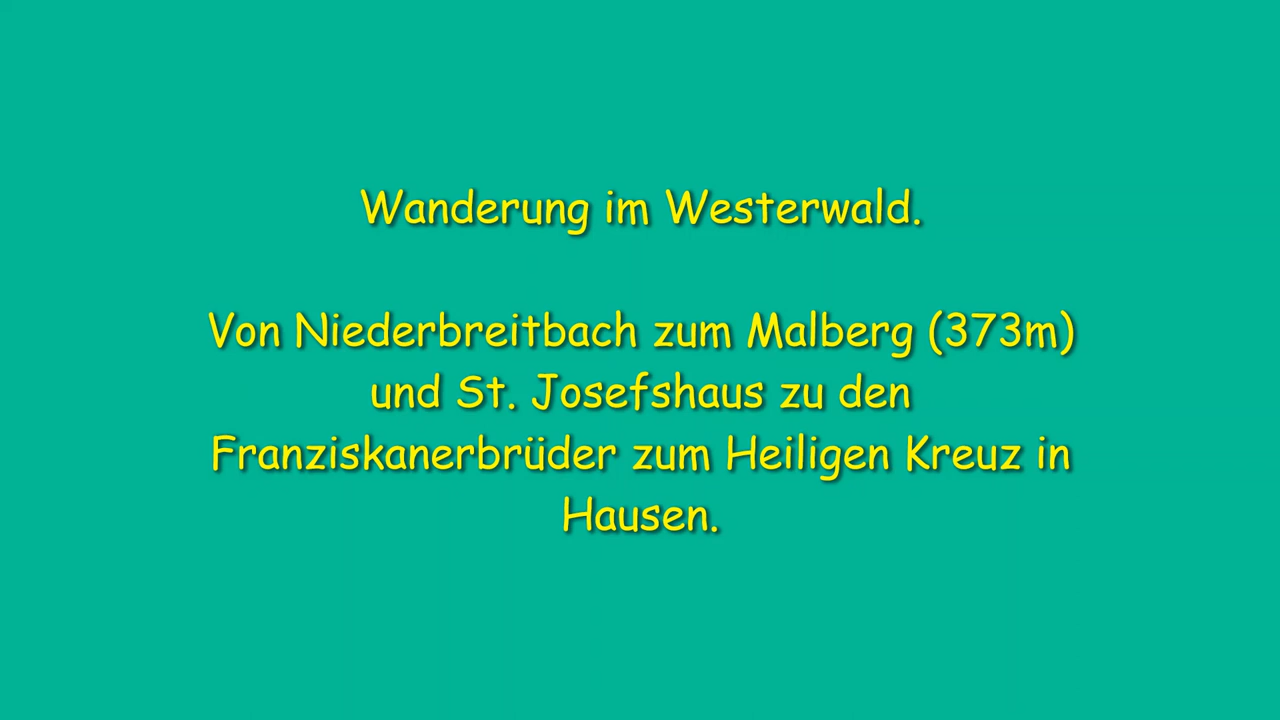 Wanderung im Westerwald.
Von Niederbreitbach zum Malberg (373m)
und St. Josefshaus zu den
Franziskanerbrüder zum Heiligen Kreuz in
Hausen.